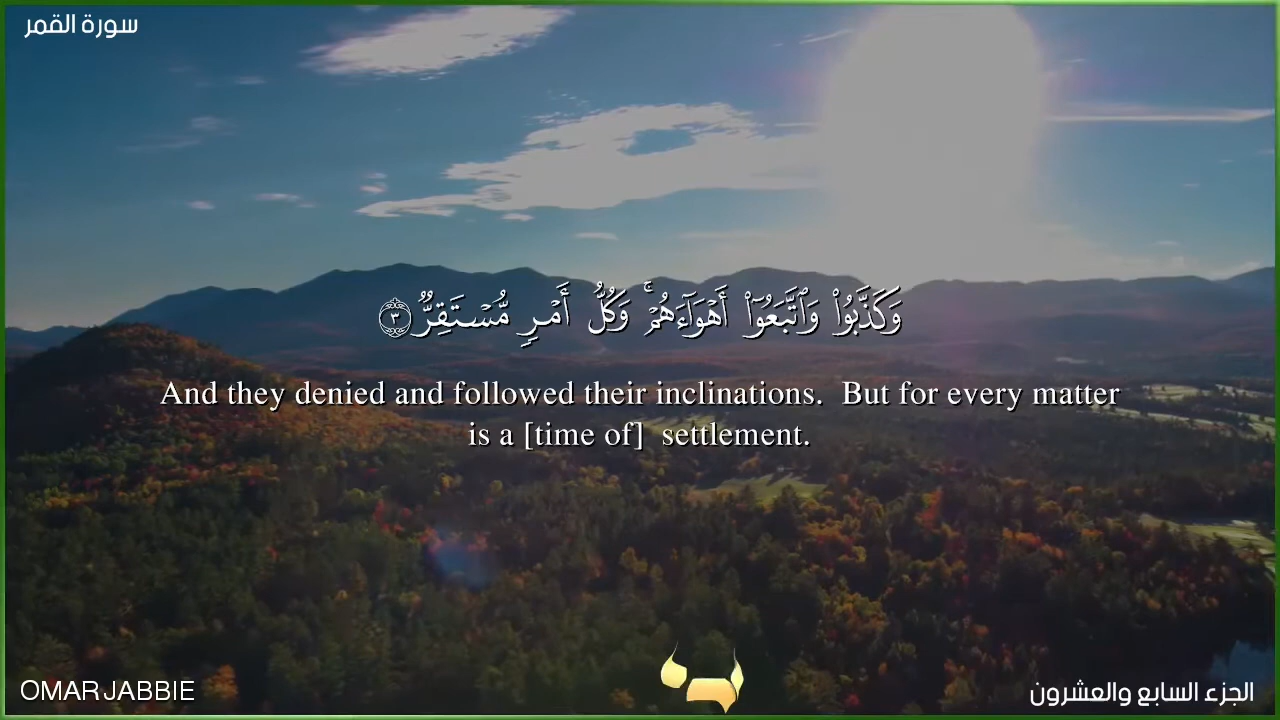 سورة القمر
وَكَذَّبُوا۟ وَٱتَّبَعُوٓا۟ أَهْوَآءَهُمْ ۚ وَكُلُّ أَمْرٍ مُّسْتَقِرٌّ ٣
And they denied and followed their inclinations. But for every matter
is a [time of] settlement.
OMAR JABBIE
الجزء السابع والعشرون